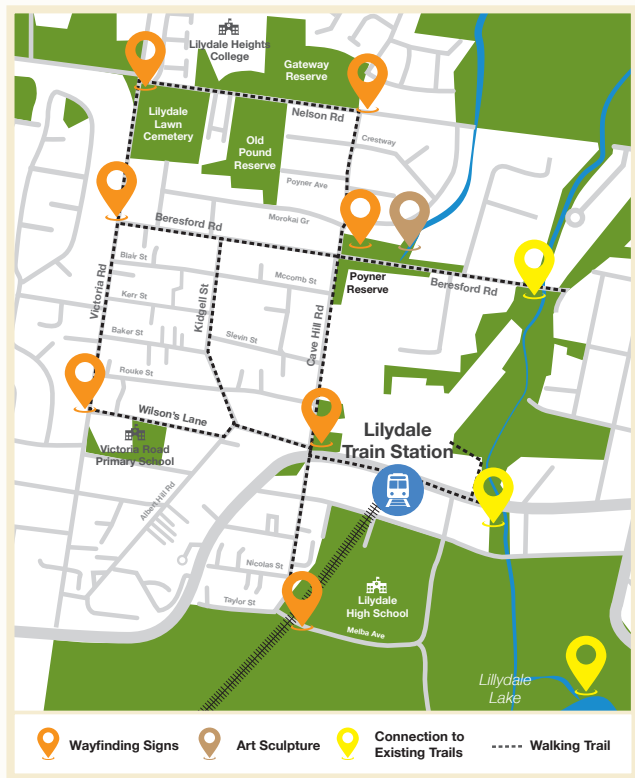 Lilydale Heights
College
Gateway
Reserve
Nelson Rd
Lilydale
Lawn
Cemetery
Old
Pound
Reserve
Crestway
Poyner Ave
Morokai Gr
Beresford Rd
Blair St
Mccomb St
Poyner
Reserve
Beresford Rd
Victoria Rd
Kerr St
Kidgell St
Cave Hill Rd
Baker St
Slevin St
Rouke St
Wilson's Lane
Lilydale
Train Station
Victoria Road
Primary School
Albert Hill Rd
Nicolas St
Taylor St
Lilydale
High School
Melba Ave
Lillydale
Lake
Wayfinding Signs
Art Sculpture
Connection to
Existing Trails
Walking Trail